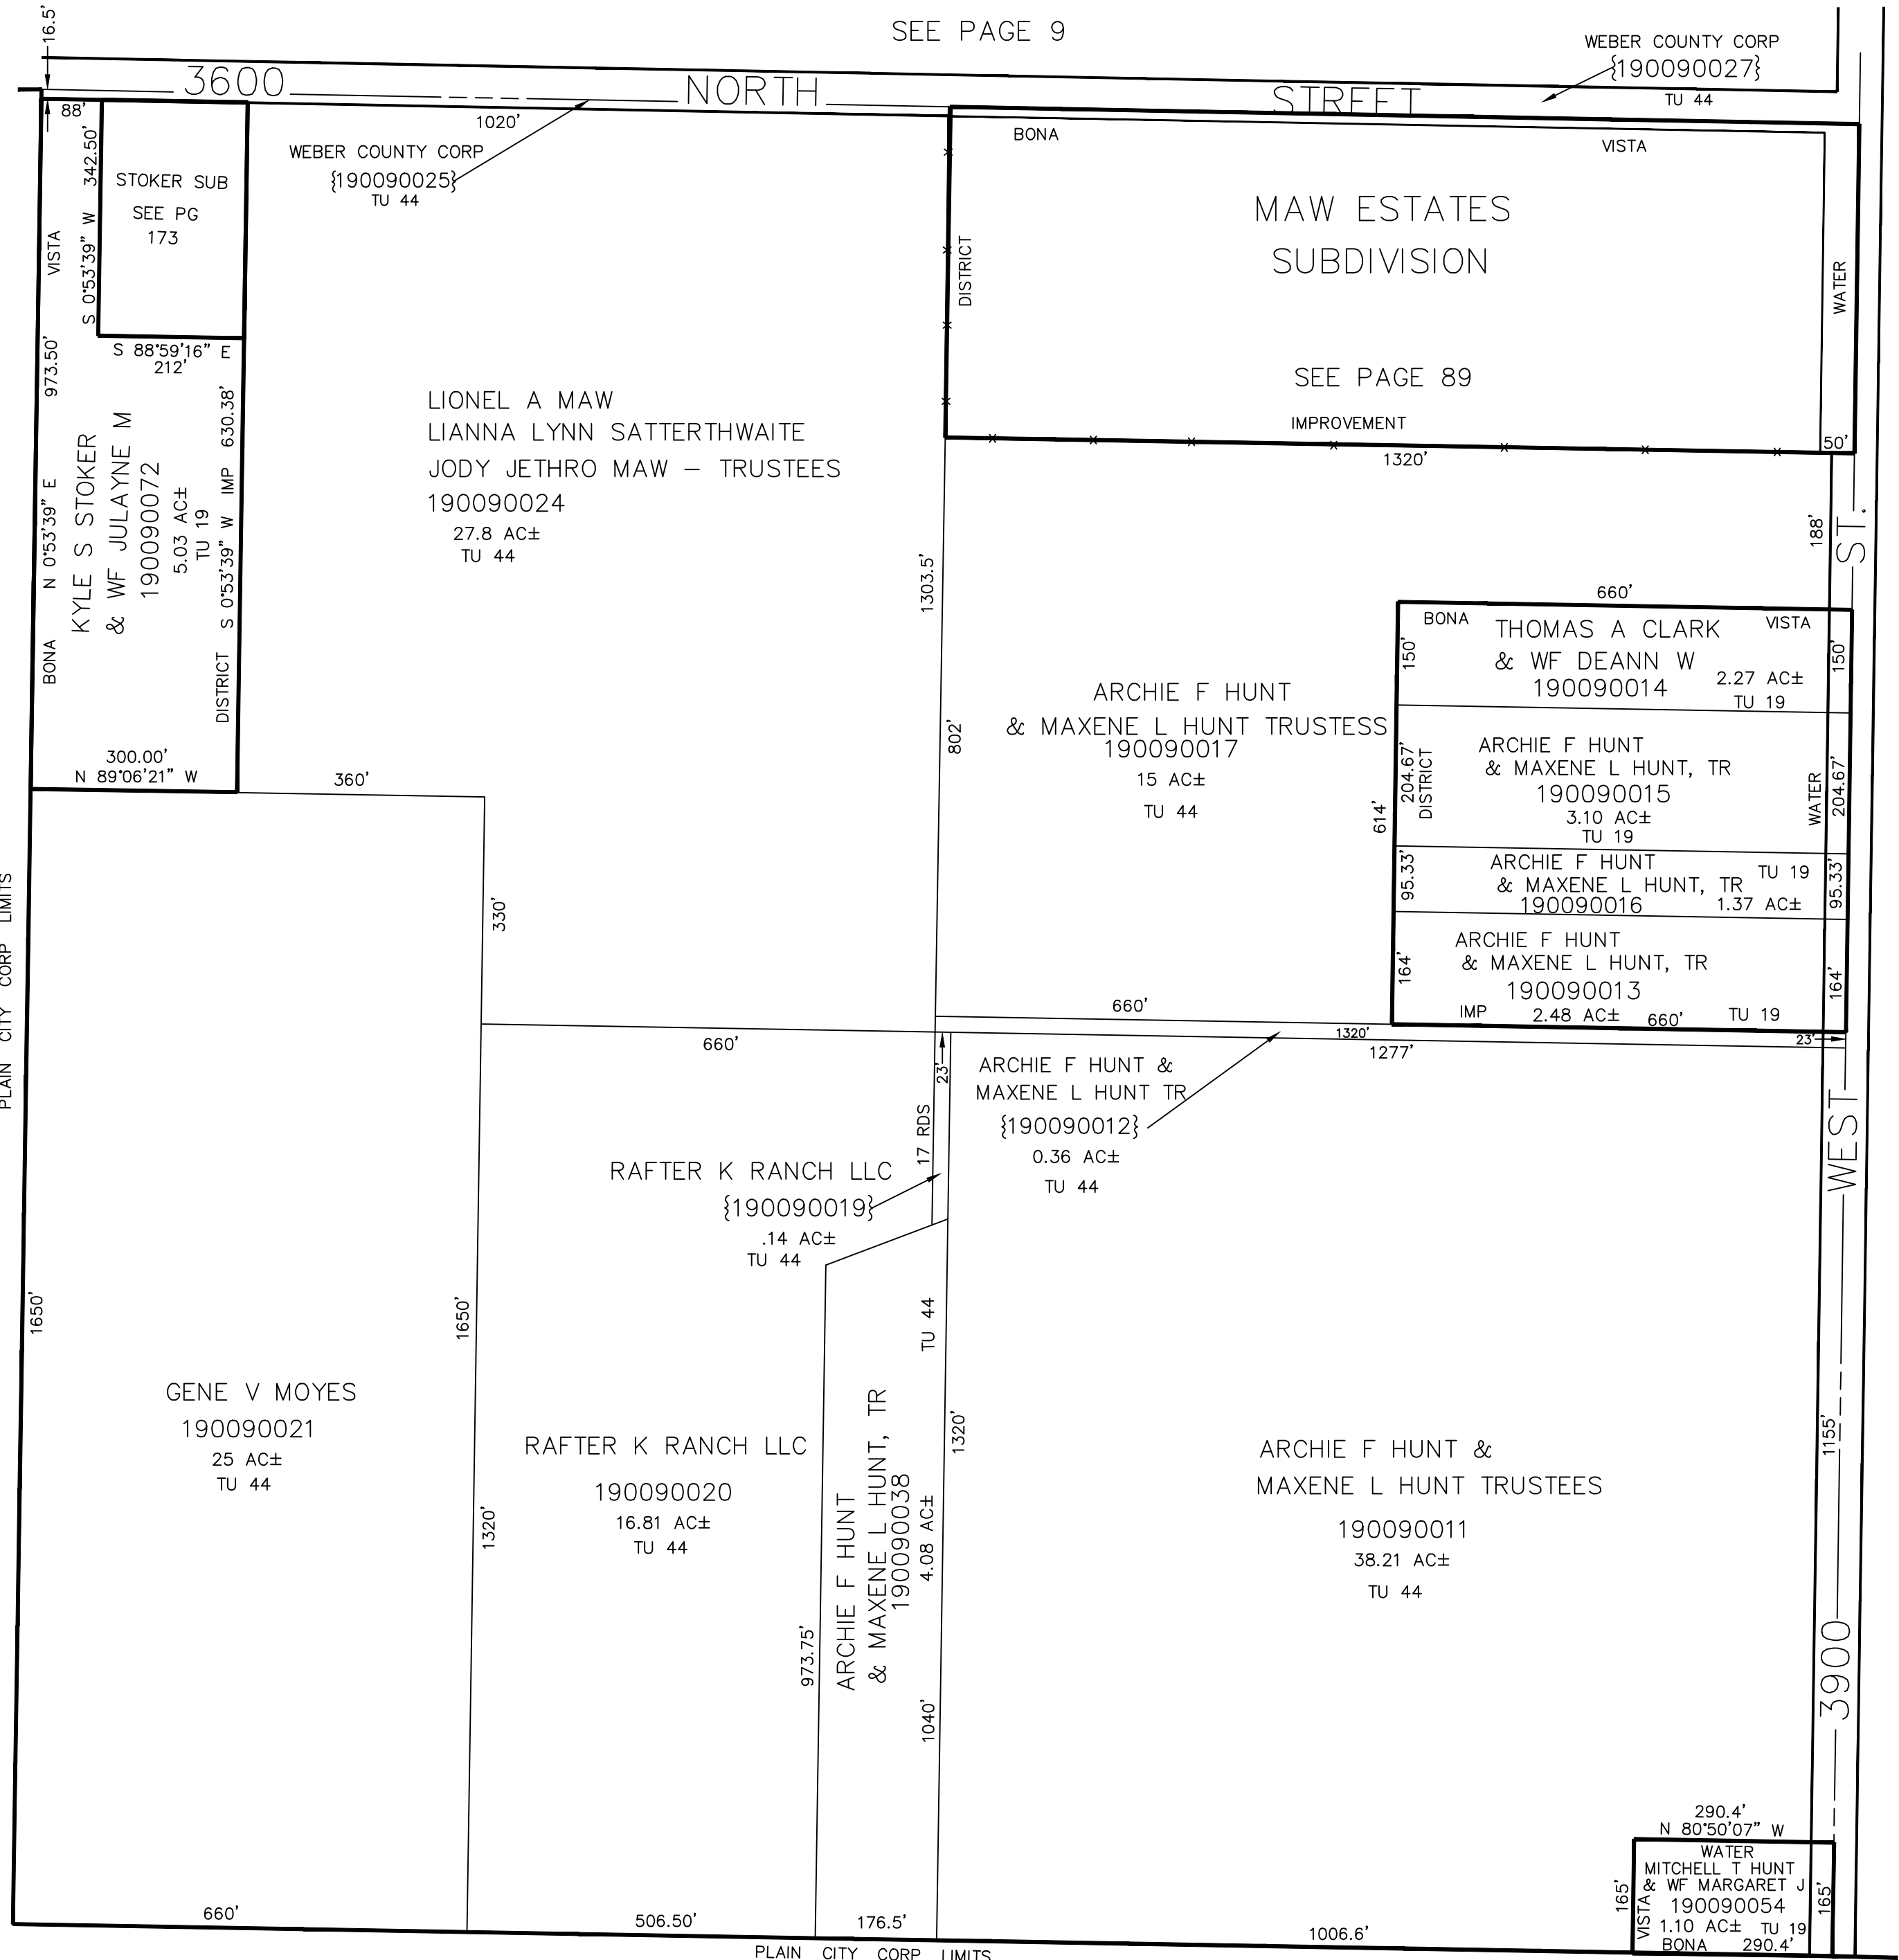 SEE PAGE 9
16.5'
3600 NORTH STREET
WEBER COUNTY CORP
{190090027}
TU 44
88'
1020'
WEBER COUNTY CORP
{190090025}
TU 44
STOKER SUB
SEE PG
173
S 0°53'39" W 342.50'
S 88°59'16" E
212'
BONA VISTA
N 0°53'39" E 973.50'
KYLE S STOKER
& WF JULAYNE M
190090072
5.03 AC±
TU 19
DISTRICT IMP
S 0°53'39" W 630.38'
300.00'
N 89°06'21" W
360'
LIONEL A MAW
LIANNA LYNN SATTERTHWAITE
JODY JETHRO MAW – TRUSTEES
190090024
27.8 AC±
TU 44
1303.5'
802'
330'
BONA VISTA
DISTRICT
WATER
MAW ESTATES
SUBDIVISION
SEE PAGE 89
IMPROVEMENT
50'
1320'
188'
ARCHIE F HUNT
& MAXENE L HUNT TRUSTESS
190090017
15 AC±
TU 44
614'
660'
BONA VISTA
150'
THOMAS A CLARK
& WF DEANN W
190090014
2.27 AC±
TU 19
150'
204.67'
DISTRICT
ARCHIE F HUNT
& MAXENE L HUNT, TR
190090015
3.10 AC±
TU 19
WATER
204.67'
95.33'
ARCHIE F HUNT
& MAXENE L HUNT, TR
190090016
TU 19
1.37 AC±
95.33'
164'
ARCHIE F HUNT
& MAXENE L HUNT, TR
190090013
IMP 2.48 AC± 660' TU 19
164'
660'
1320'
1277'
23'
660'
23'
17 RDS
ARCHIE F HUNT &
MAXENE L HUNT TR
{190090012}
0.36 AC±
TU 44
RAFTER K RANCH LLC
{190090019}
.14 AC±
TU 44
PLAIN CITY CORP LIMITS
1650'
GENE V MOYES
190090021
25 AC±
TU 44
660'
1650'
1320'
RAFTER K RANCH LLC
190090020
16.81 AC±
TU 44
506.50'
973.75'
ARCHIE F HUNT
& MAXENE L HUNT, TR
190090038
4.08 AC±
TU 44
1040'
176.5'
1320'
ARCHIE F HUNT &
MAXENE L HUNT TRUSTEES
190090011
38.21 AC±
TU 44
1155'
1006.6'
3900 WEST ST.
290.4'
N 80°50'07" W
WATER
MITCHELL T HUNT
& WF MARGARET J
190090054
1.10 AC± TU 19
BONA 290.4'
VISTA
165'
165'
PLAIN CITY CORP LIMITS